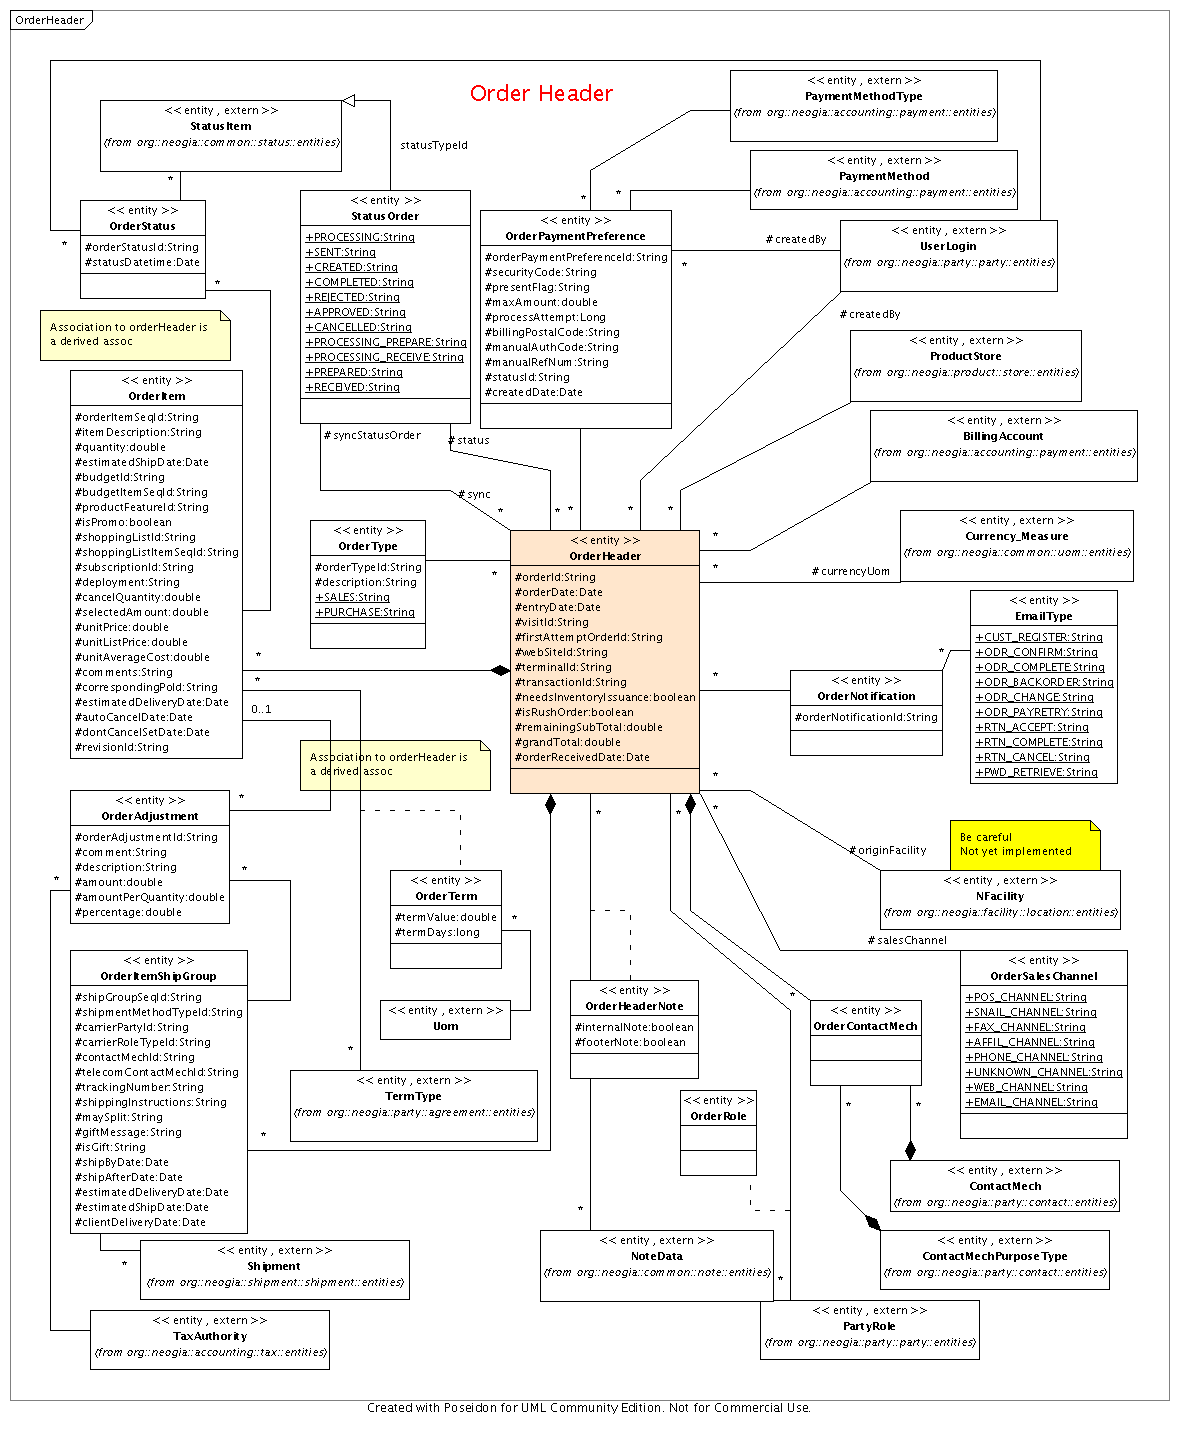 OrderHeader
Order Header
<< entity , extern >>
StatusItem
(from org::neogia::common::status::entities)
statusTypeId
*
<< entity >>
OrderStatus
#orderStatusId:String
#statusDatetime:Date
*
*
Association to orderHeader is
a derived assoc
<< entity >>
StatusOrder
+PROCESSING:String
+SENT:String
+CREATED:String
+COMPLETED:String
+REJECTED:String
+APPROVED:String
+CANCELLED:String
+PROCESSING_PREPARE:String
+PROCESSING_RECEIVE:String
+PREPARED:String
+RECEIVED:String
#syncStatusOrder
#status
#sync
*
*
*
*
*
<< entity >>
OrderPaymentPreference
#orderPaymentPreferenceId:String
#securityCode:String
#presentFlag:String
#maxAmount:double
#processAttempt:Long
#billingPostalCode:String
#manualAuthCode:String
#manualRefNum:String
#statusId:String
#createdDate:Date
*
*
*
<< entity , extern >>
PaymentMethodType
(from org::neogia::accounting::payment::entities)
<< entity , extern >>
PaymentMethod
(from org::neogia::accounting::payment::entities)
#createdBy
<< entity , extern >>
UserLogin
(from org::neogia::party::party::entities)
#createdBy
<< entity , extern >>
ProductStore
(from org::neogia::product::store::entities)
<< entity , extern >>
BillingAccount
(from org::neogia::accounting::payment::entities)
<< entity , extern >>
Currency_Measure
(from org::neogia::common::uom::entities)
#currencyUom
*
*
<< entity >>
OrderItem
#orderItemSeqId:String
#itemDescription:String
#quantity:double
#estimatedShipDate:Date
#budgetId:String
#budgetItemSeqId:String
#productFeatureId:String
#isPromo:boolean
#shoppingListId:String
#shoppingListItemSeqId:String
#subscriptionId:String
#deployment:String
#cancelQuantity:double
#selectedAmount:double
#unitPrice:double
#unitListPrice:double
#unitAverageCost:double
#comments:String
#correspondingPoId:String
#estimatedDeliveryDate:Date
#autoCancelDate:Date
#dontCancelSetDate:Date
#revisionId:String
*
*
0..1
<< entity >>
OrderType
#orderTypeId:String
#description:String
+SALES:String
+PURCHASE:String
*
<< entity >>
OrderHeader
#orderId:String
#orderDate:Date
#entryDate:Date
#visitId:String
#firstAttemptOrderId:String
#webSiteId:String
#terminalId:String
#transactionId:String
#needsInventoryIssuance:boolean
#isRushOrder:boolean
#remainingSubTotal:double
#grandTotal:double
#orderReceivedDate:Date
*
*
*
*
*
<< entity >>
OrderNotification
#orderNotificationId:String
*
<< entity >>
EmailType
+CUST_REGISTER:String
+ODR_CONFIRM:String
+ODR_COMPLETE:String
+ODR_BACKORDER:String
+ODR_CHANGE:String
+ODR_PAYRETRY:String
+RTN_ACCEPT:String
+RTN_COMPLETE:String
+RTN_CANCEL:String
+PWD_RETRIEVE:String
Association to orderHeader is
a derived assoc
<< entity >>
OrderAdjustment
#orderAdjustmentId:String
#comment:String
#description:String
#amount:double
#amountPerQuantity:double
#percentage:double
*
*
*
<< entity >>
OrderTerm
#termValue:double
#termDays:long
*
<< entity , extern >>
Uom
Be careful
Not yet implemented
#originFacility
<< entity , extern >>
NFacility
(from org::neogia::facility::location::entities)
#salesChannel
<< entity >>
OrderSalesChannel
+POS_CHANNEL:String
+SNAIL_CHANNEL:String
+FAX_CHANNEL:String
+AFFIL_CHANNEL:String
+PHONE_CHANNEL:String
+UNKNOWN_CHANNEL:String
+WEB_CHANNEL:String
+EMAIL_CHANNEL:String
<< entity >>
OrderItemShipGroup
#shipGroupSeqId:String
#shipmentMethodTypeId:String
#carrierPartyId:String
#carrierRoleTypeId:String
#contactMechId:String
#telecomContactMechId:String
#trackingNumber:String
#shippingInstructions:String
#maySplit:String
#giftMessage:String
#isGift:String
#shipByDate:Date
#shipAfterDate:Date
#estimatedDeliveryDate:Date
#estimatedShipDate:Date
#clientDeliveryDate:Date
*
*
*
<< entity , extern >>
TermType
(from org::neogia::party::agreement::entities)
<< entity >>
OrderHeaderNote
#internalNote:boolean
#footerNote:boolean
*
*
<< entity >>
OrderContactMech
*
*
<< entity >>
OrderRole
<< entity , extern >>
ContactMech
(from org::neogia::party::contact::entities)
<< entity , extern >>
ContactMechPurposeType
(from org::neogia::party::contact::entities)
<< entity , extern >>
NoteData
(from org::neogia::common::note::entities)
*
<< entity , extern >>
Shipment
(from org::neogia::shipment::shipment::entities)
<< entity , extern >>
PartyRole
(from org::neogia::party::party::entities)
<< entity , extern >>
TaxAuthority
(from org::neogia::accounting::tax::entities)
Created with Poseidon for UML Community Edition. Not for Commercial Use.